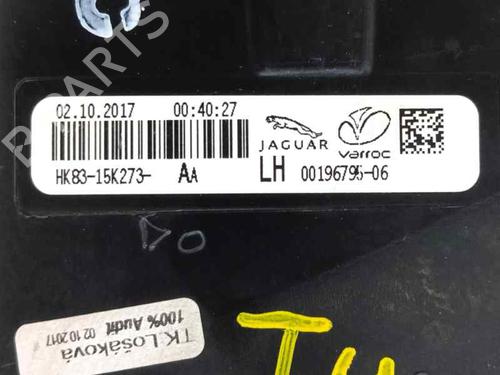 B-PARTS
02.10.2017 00:40:27
JAGUAR
varroc
HK83-15K273- AA
LH 00196795-06
TK Lošáková
100% Audit 02.10.2017